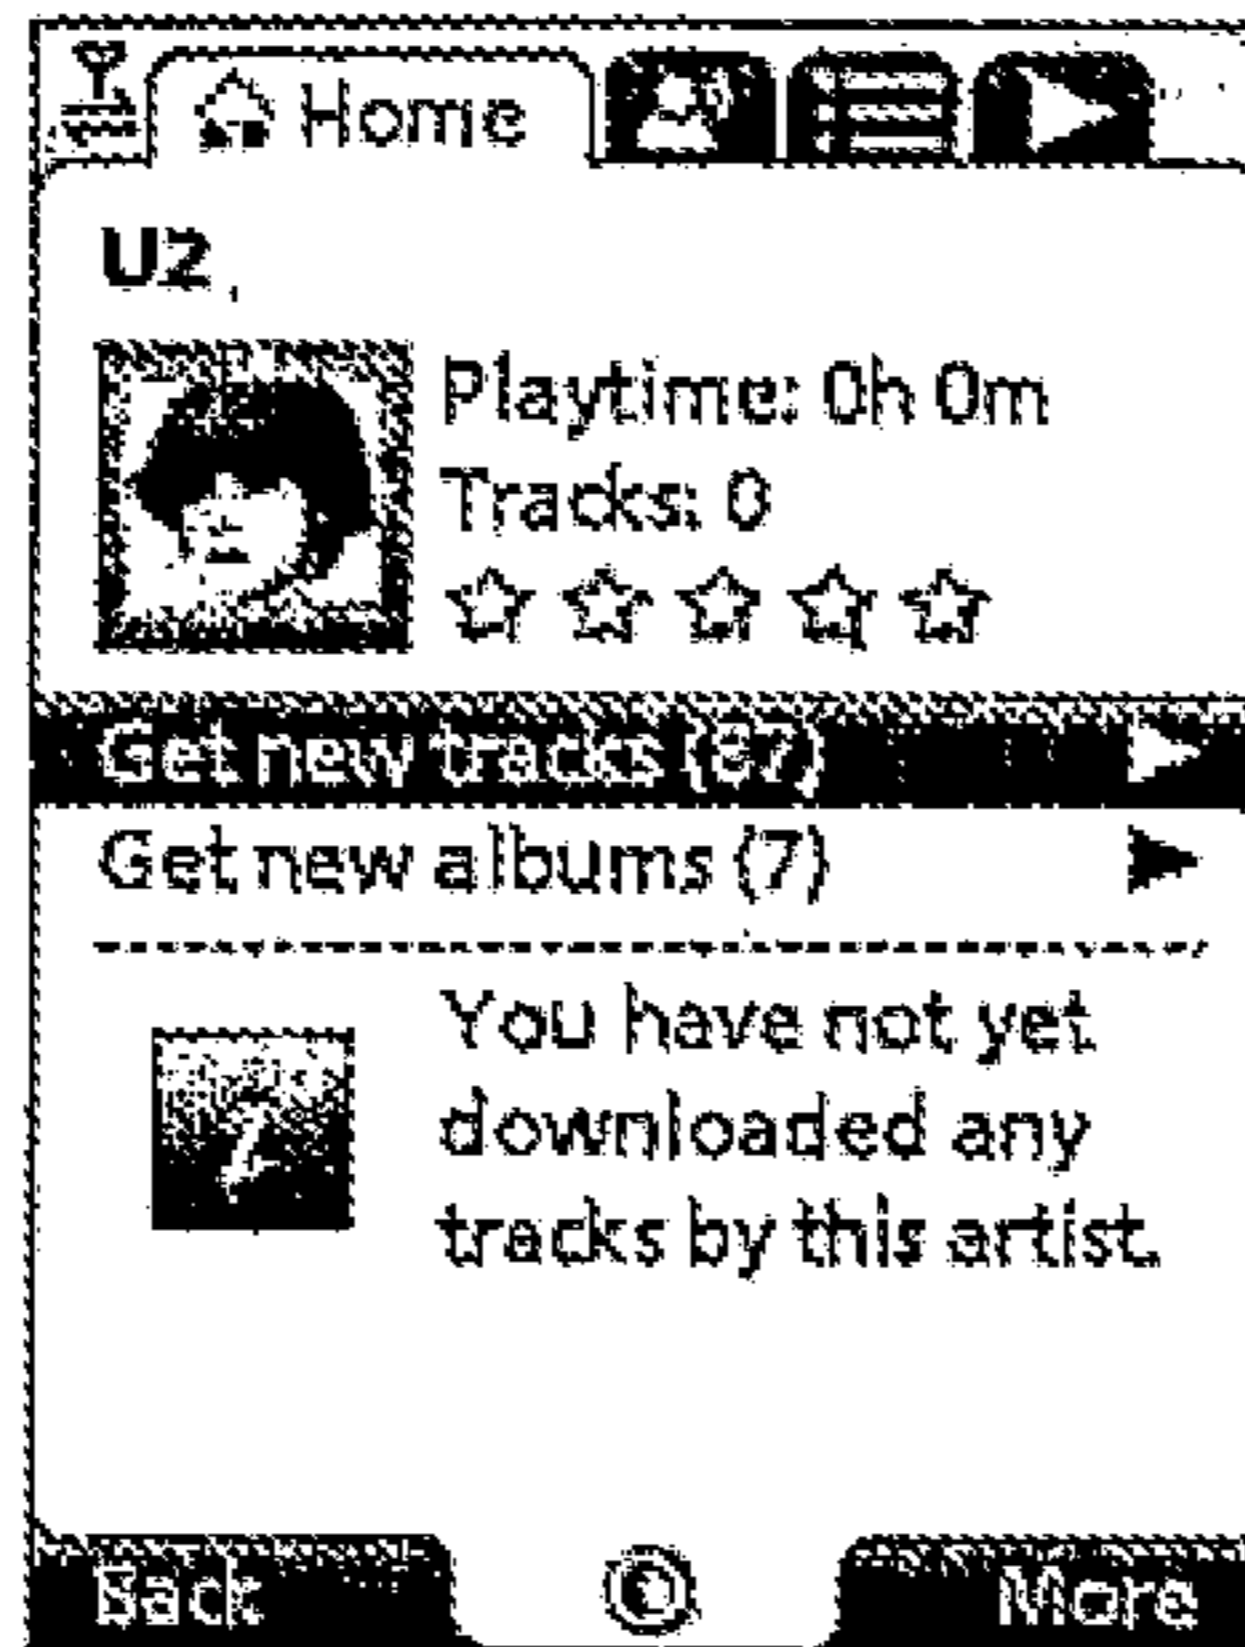 Home
U2
Playtime: 0h 0m
Tracks: 0
Get new tracks (87)
Get new albums (7)
You have not yet
downloaded any
tracks by this artist.
Back
More